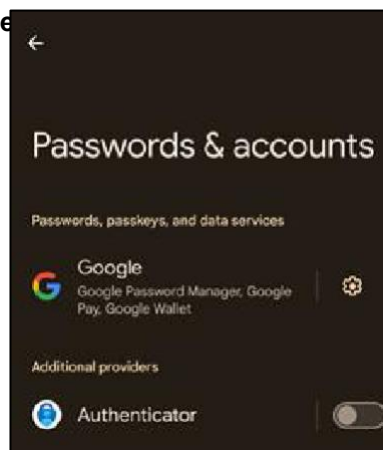 e
Passwords & accounts
Passwords, passkeys, and data services
Google
Google Password Manager, Google
Pay, Google Wallet
Additional providers
Authenticator